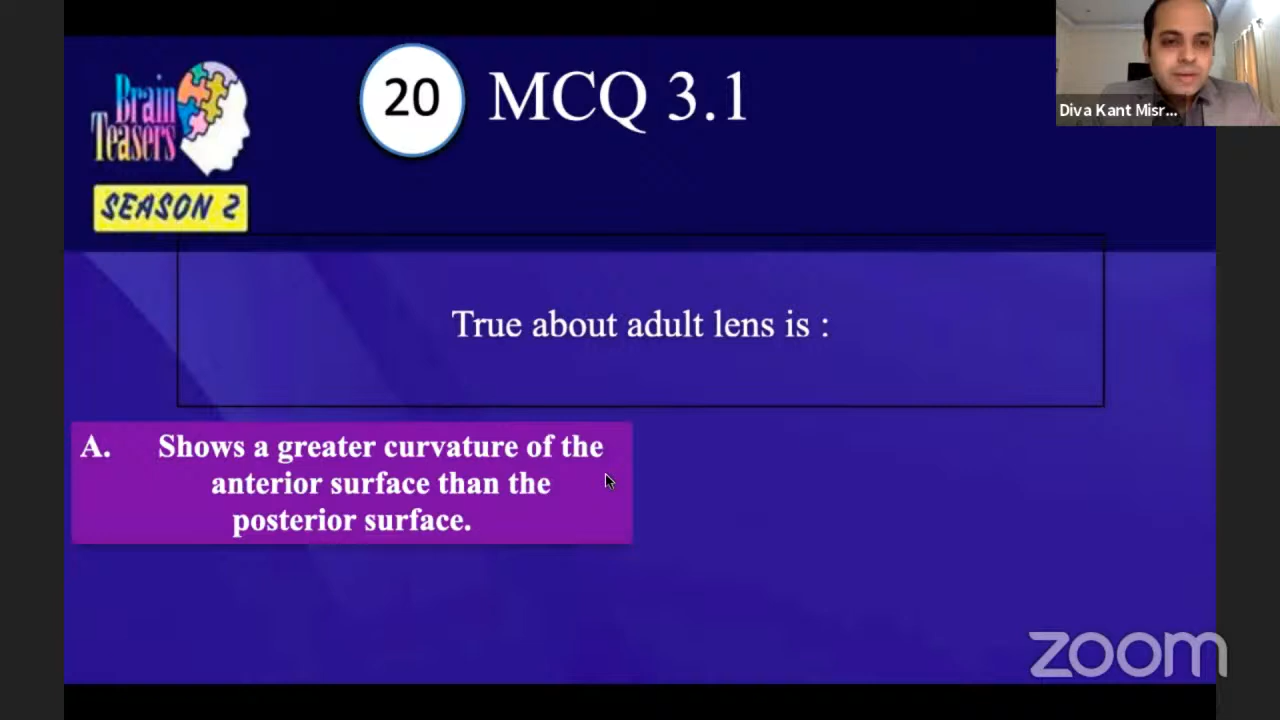 Brain
Teasers
SEASON 2
20
MCQ 3.1
Diva Kant Misr...
True about adult lens is :
A. Shows a greater curvature of the
anterior surface than the
posterior surface.
zoom